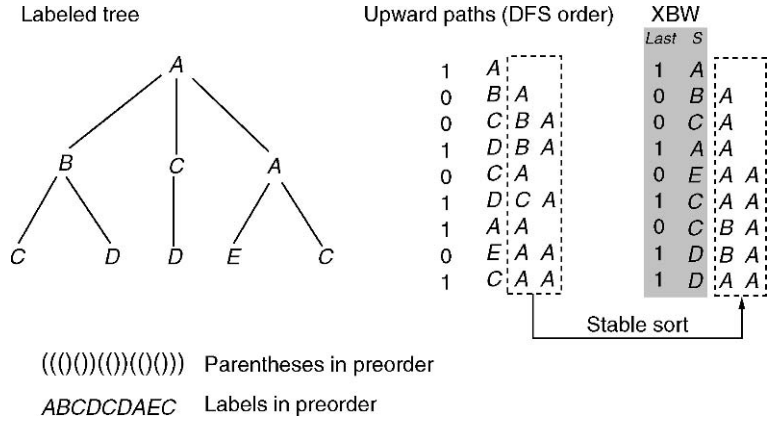 Labeled tree
A
B C A
C D D E C
((()())(())(()()))  Parentheses in preorder
ABCDCDAEC  Labels in preorder
Upward paths (DFS order)
1 A
0 B A
0 C B A
1 D B A
0 C A
1 D C A
1 A A
0 E A A
1 C A A
XBW
Last S
1 A
0 B A
0 C A
1 A A
0 E A A
1 C A A
0 C B A
1 D B A
1 D A A
Stable sort